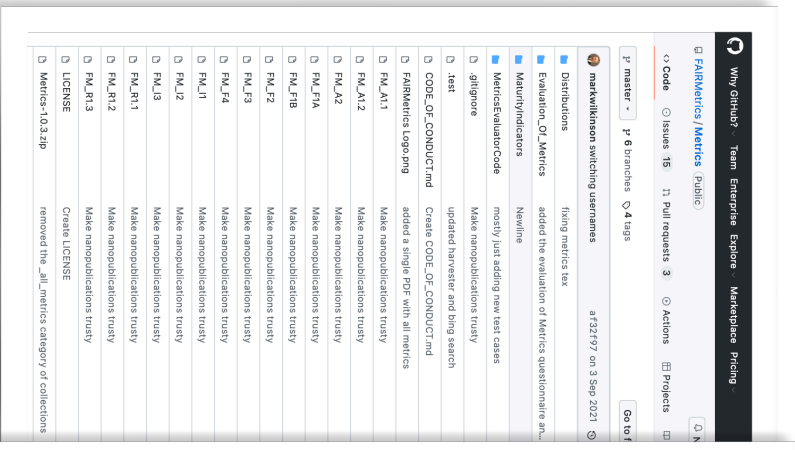 Why GitHub? Team Enterprise Explore Marketplace Pricing
FAIRMetrics / Metrics Public
N
Code Issues 15 Pull requests 3 Actions Projects
master 6 branches 4 tags Go to f
markwilkinson switching usernames af32f97 on 3 Sep 2021
Distributions fixing metrics tex
Evaluation_Of_Metrics added the evaluation of Metrics questionnaire an…
MaturityIndicators Newline
MetricsEvaluatorCode mostly just adding new test cases
.gitignore Make nanopublications trusty
.test updated harvester and bing search
CODE_OF_CONDUCT.md Create CODE_OF_CONDUCT.md
FAIRMetrics Logo.png added a single PDF with all metrics
FM_A1.1 Make nanopublications trusty
FM_A1.2 Make nanopublications trusty
FM_A2 Make nanopublications trusty
FM_F1A Make nanopublications trusty
FM_F1B Make nanopublications trusty
FM_F2 Make nanopublications trusty
FM_F3 Make nanopublications trusty
FM_F4 Make nanopublications trusty
FM_I1 Make nanopublications trusty
FM_I2 Make nanopublications trusty
FM_I3 Make nanopublications trusty
FM_R1.1 Make nanopublications trusty
FM_R1.2 Make nanopublications trusty
FM_R1.3 Make nanopublications trusty
LICENSE Create LICENSE
Metrics-1.0.3.zip removed the _all_metrics category of collections